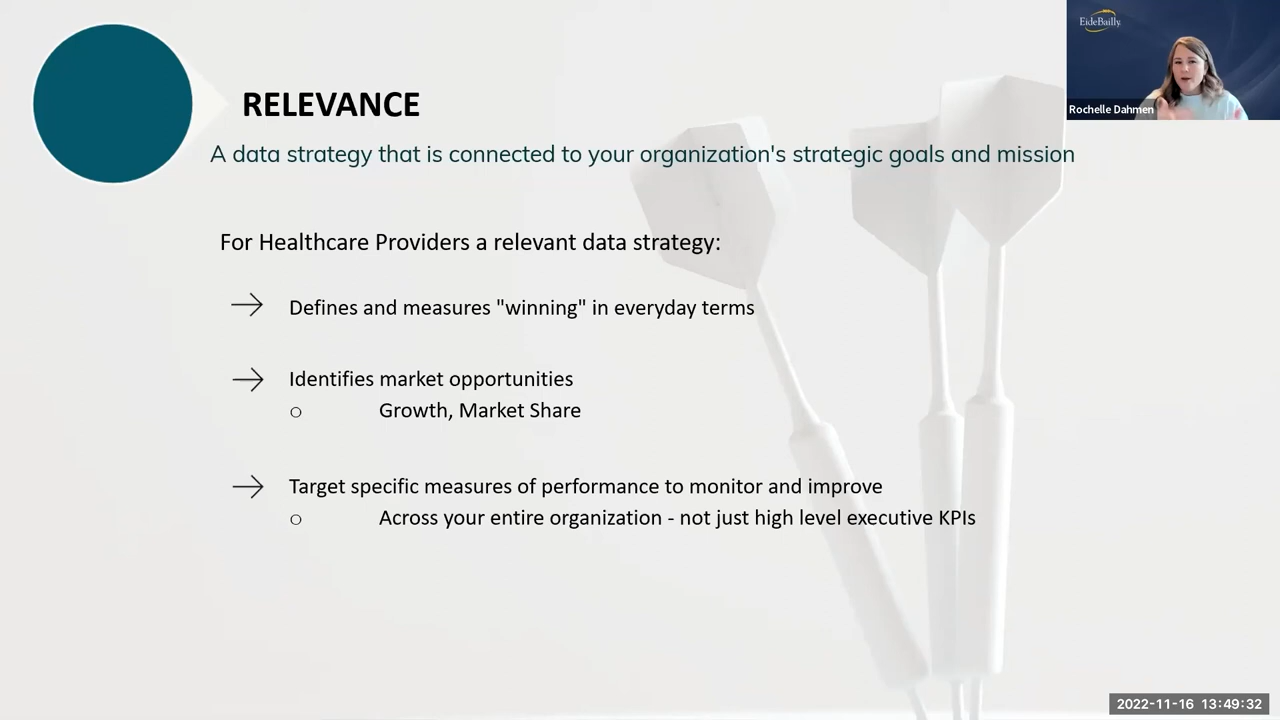 EideBailly
Rochelle Dahmen
RELEVANCE
A data strategy that is connected to your organization's strategic goals and mission
For Healthcare Providers a relevant data strategy:
→ Defines and measures "winning" in everyday terms
→ Identifies market opportunities
○ Growth, Market Share
→ Target specific measures of performance to monitor and improve
○ Across your entire organization - not just high level executive KPIs
2022-11-16 13:49:32